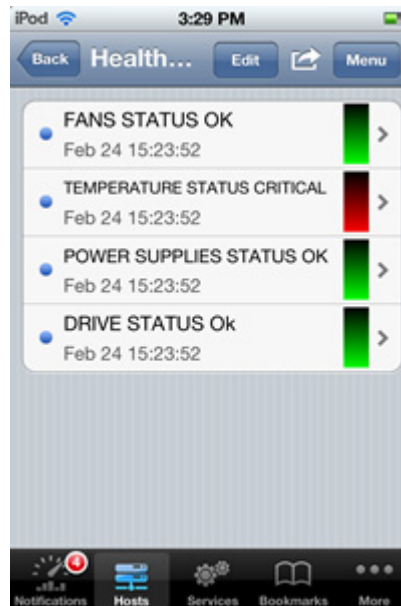 iPod 3:29 PM
Back Health... Edit Menu
FANS STATUS OK
Feb 24 15:23:52
TEMPERATURE STATUS CRITICAL
Feb 24 15:23:52
POWER SUPPLIES STATUS OK
Feb 24 15:23:52
DRIVE STATUS Ok
Feb 24 15:23:52
4
Notifications Hosts Services Bookmarks More